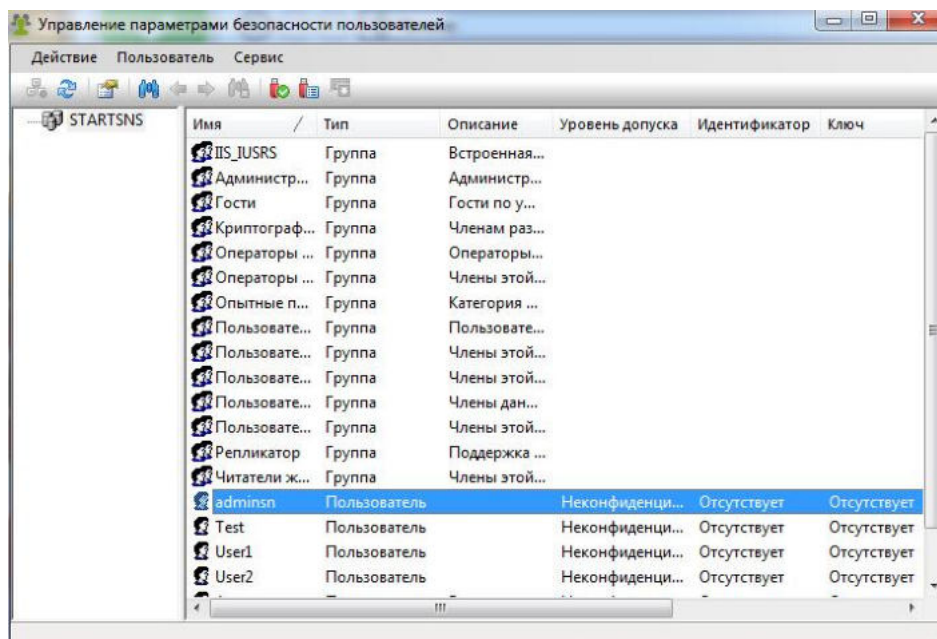 Управление параметрами безопасности пользователей
Действие Пользователь Сервис
STARTSNS
Имя Тип Описание Уровень допуска Идентификатор Ключ
IIS_IUSRS Группа Встроенная...
Администр... Группа Администр...
Гости Группа Гости по у...
Криптограф... Группа Членам раз...
Операторы ... Группа Операторы...
Операторы ... Группа Члены этой...
Опытные п... Группа Категория ...
Пользовате... Группа Пользовате...
Пользовате... Группа Члены этой...
Пользовате... Группа Члены этой...
Пользовате... Группа Члены дан...
Пользовате... Группа Члены этой...
Репликатор Группа Поддержка ...
Читатели ж... Группа Члены этой...
adminsn Пользователь Неконфиденци... Отсутствует Отсутствует
Test Пользователь Неконфиденци... Отсутствует Отсутствует
User1 Пользователь Неконфиденци... Отсутствует Отсутствует
User2 Пользователь Неконфиденци... Отсутствует Отсутствует